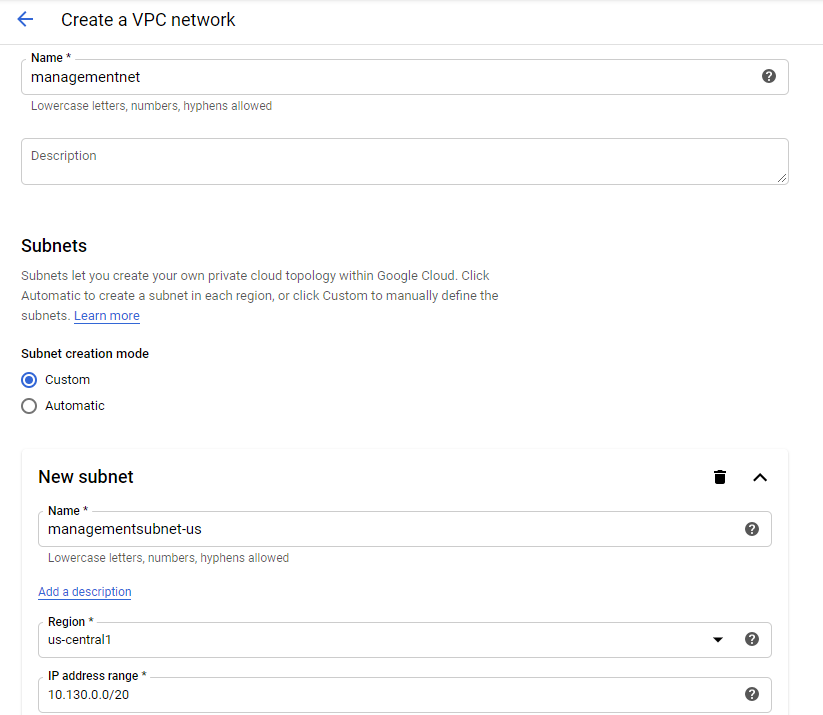 Create a VPC network
Name *
managementnet
Lowercase letters, numbers, hyphens allowed
Description
Subnets
Subnets let you create your own private cloud topology within Google Cloud. Click
Automatic to create a subnet in each region, or click Custom to manually define the
subnets. Learn more
Subnet creation mode
Custom
Automatic
New subnet
Name *
managementsubnet-us
Lowercase letters, numbers, hyphens allowed
Add a description
Region *
us-central1
IP address range *
10.130.0.0/20